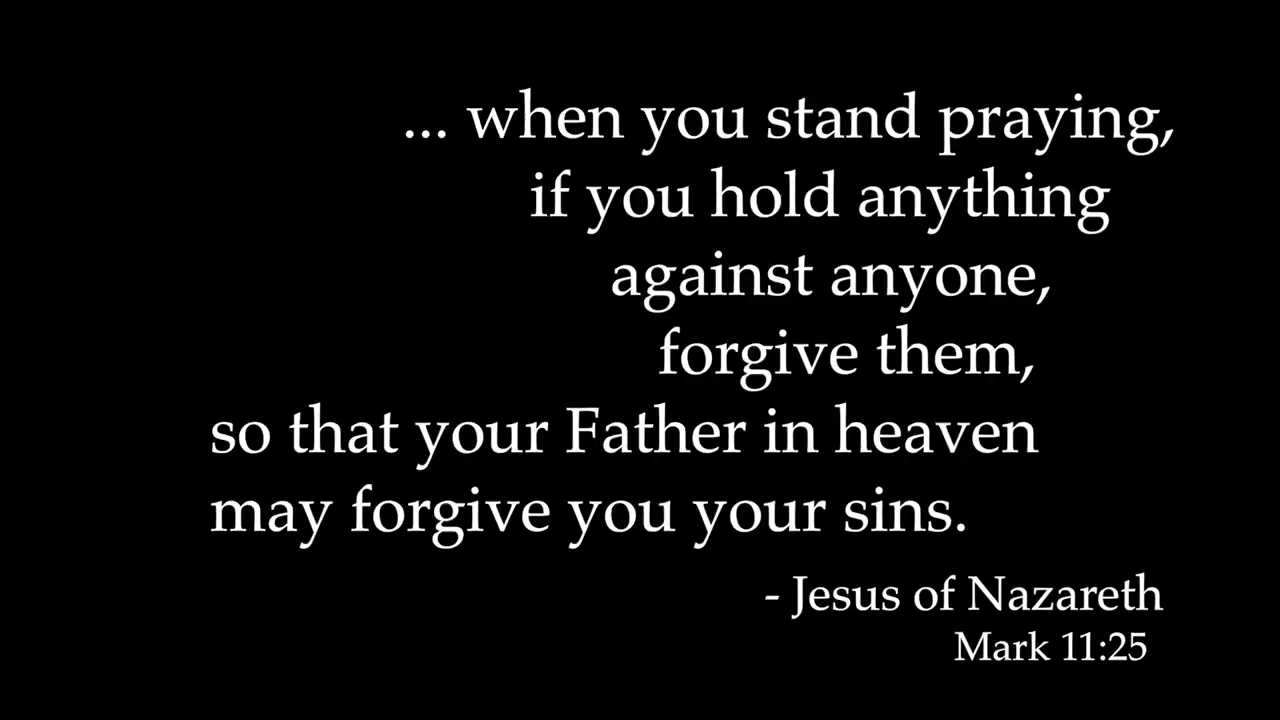 ... when you stand praying,
if you hold anything
against anyone,
forgive them,
so that your Father in heaven
may forgive you your sins.
- Jesus of Nazareth
Mark 11:25